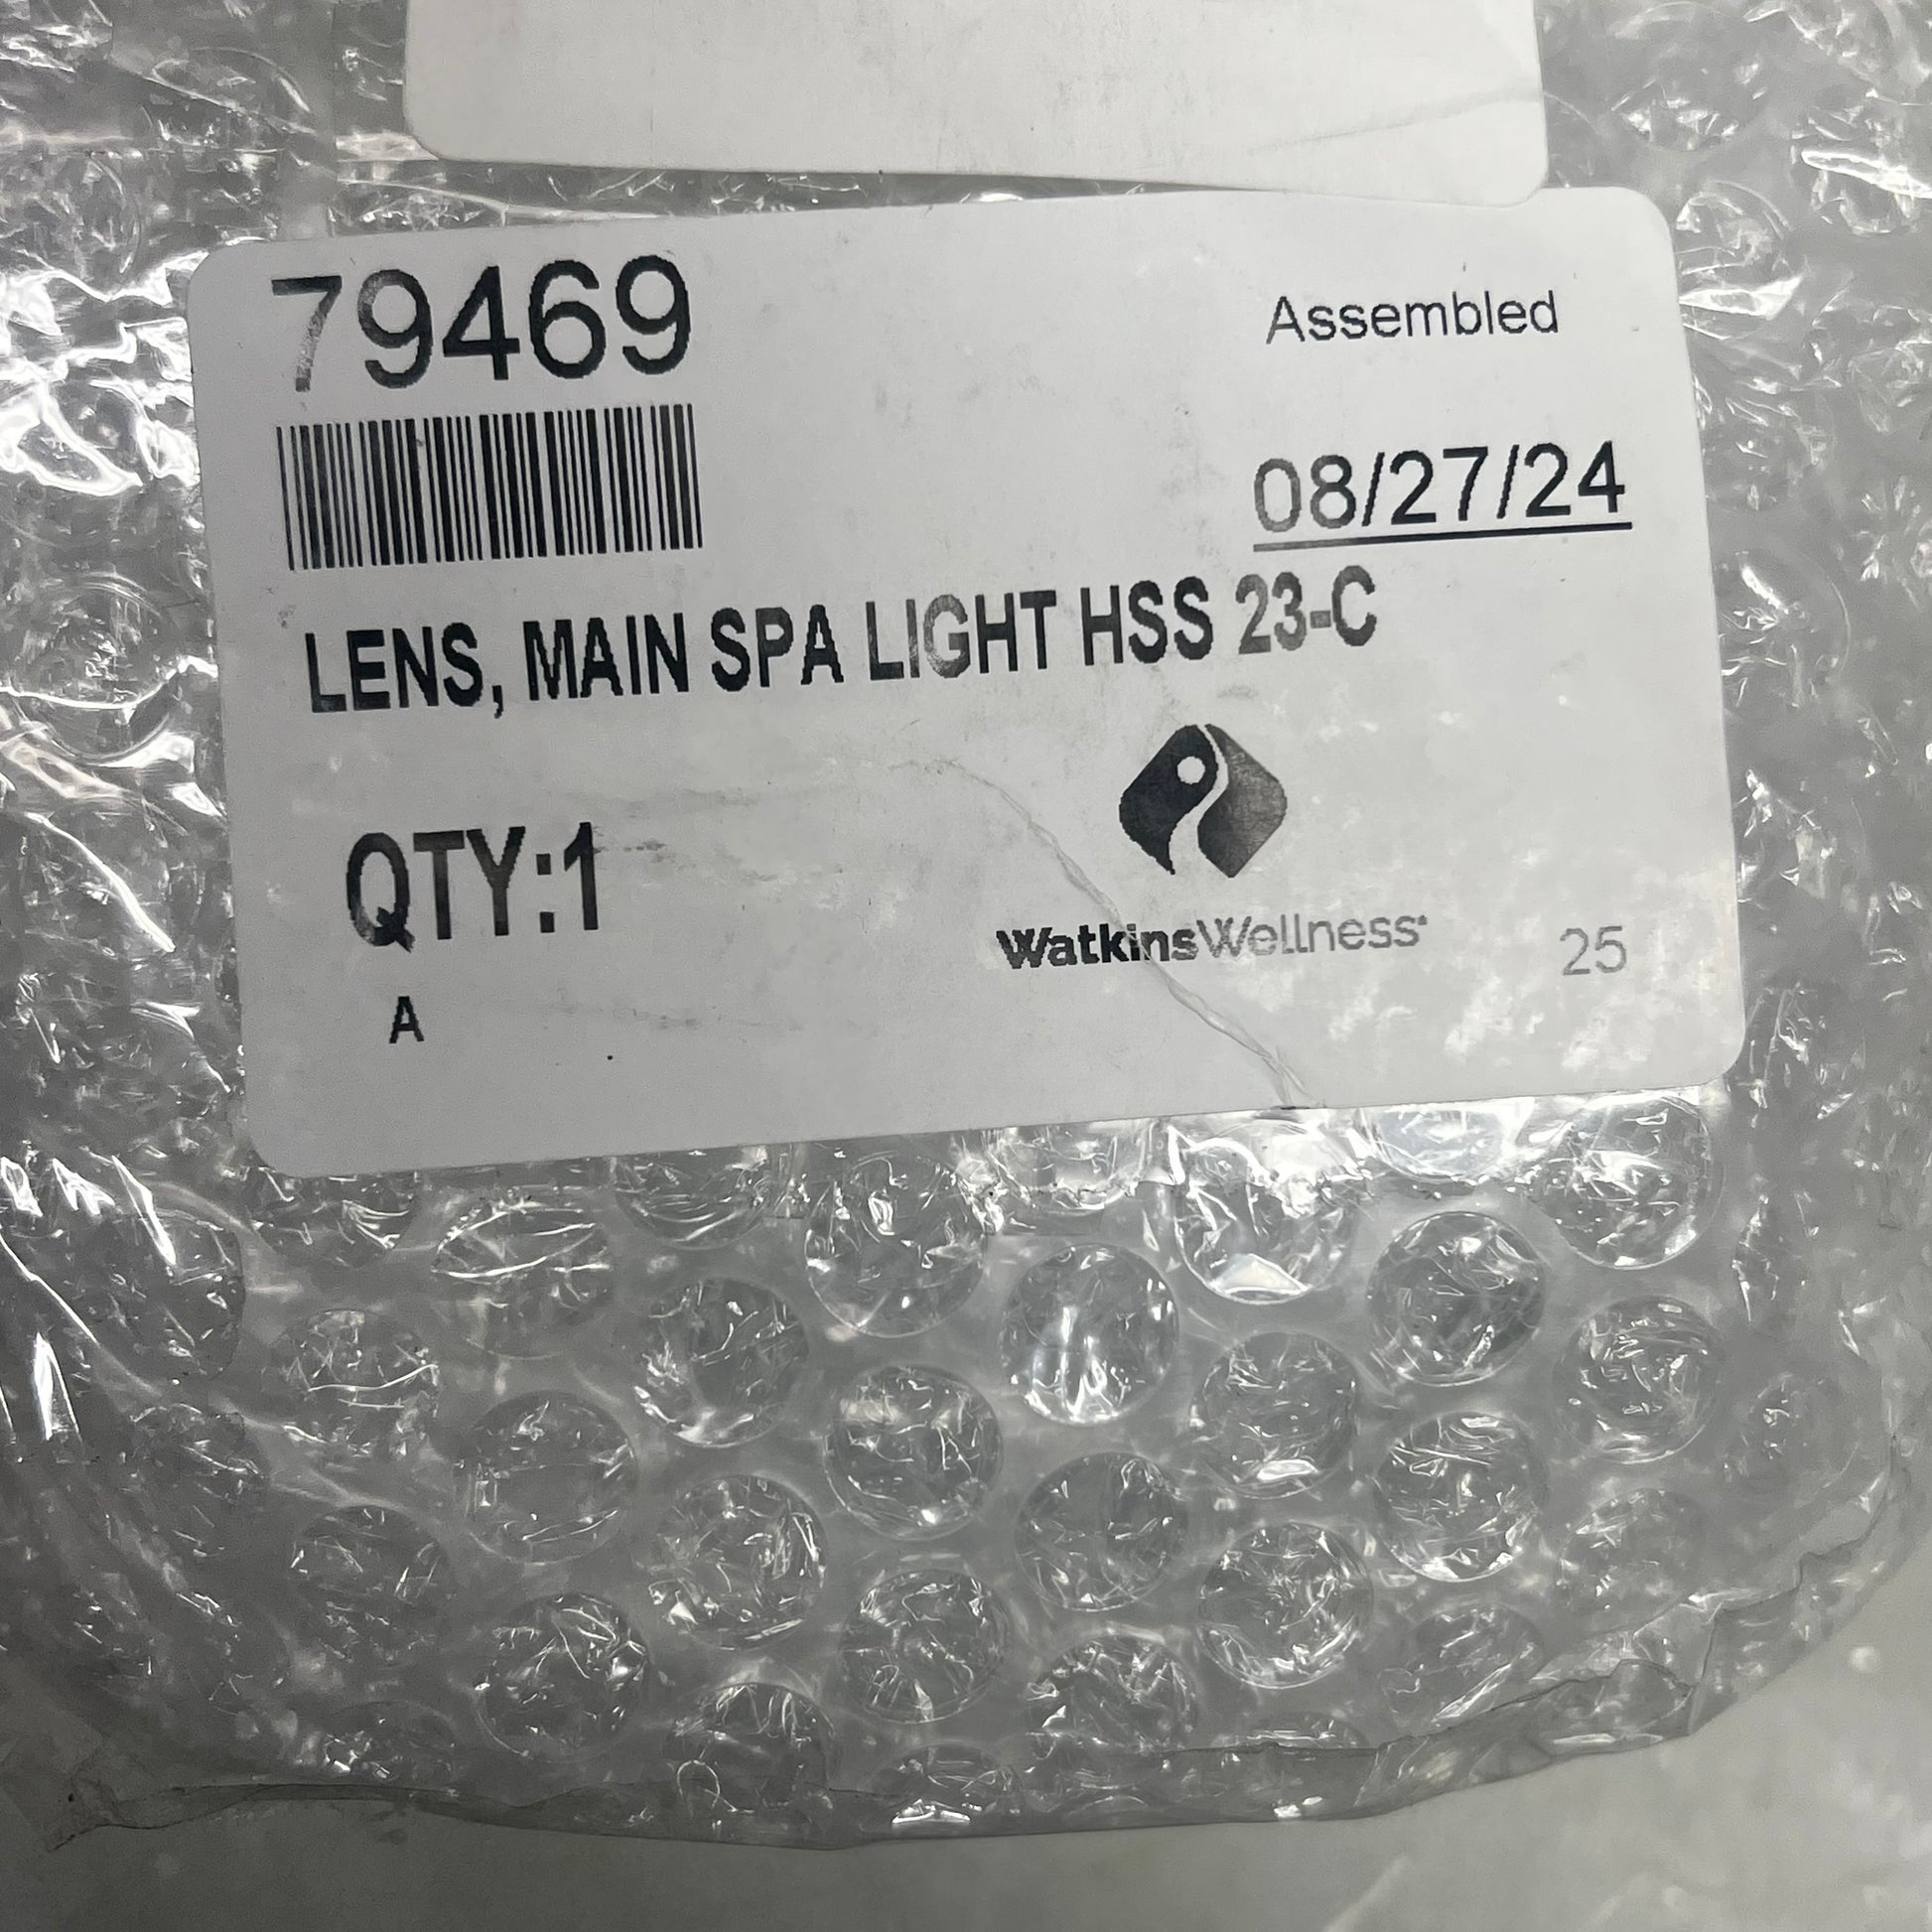 79469
Assembled
08/27/24
LENS, MAIN SPA LIGHT HSS 23-C
QTY:1
WatkinsWellness
25
A